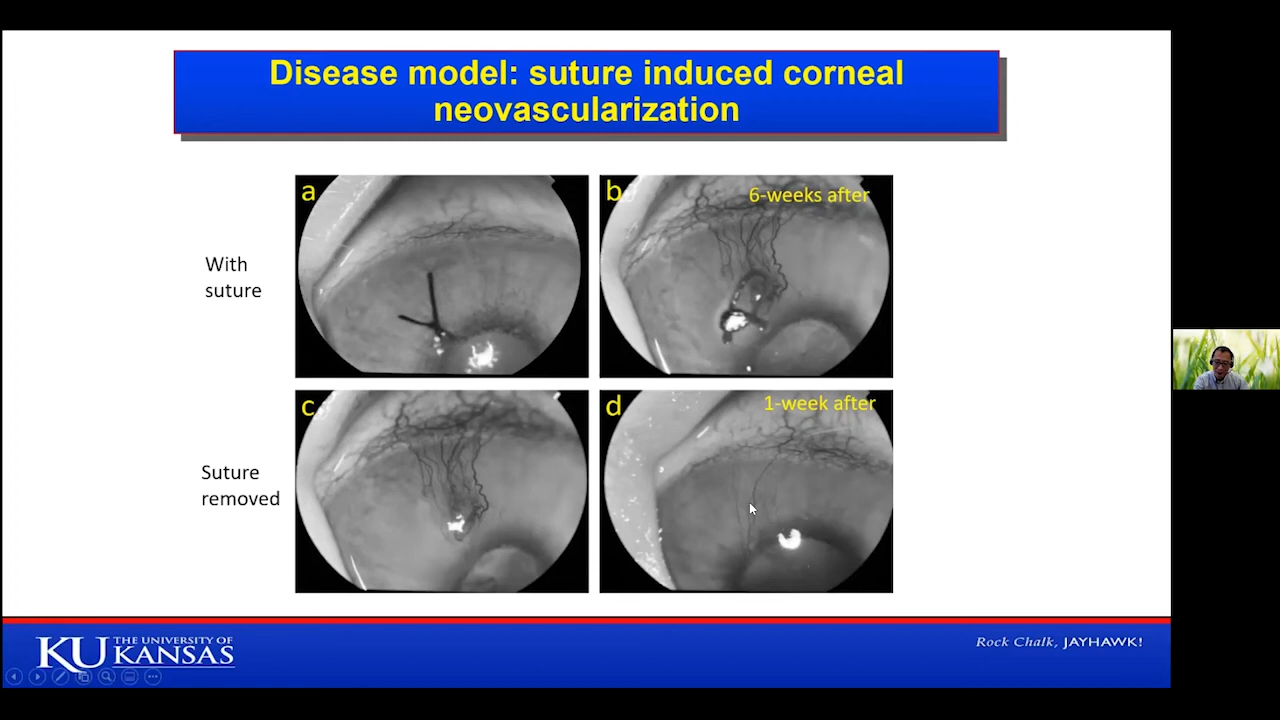 Disease model: suture induced corneal
neovascularization
a
b
6-weeks after
With
suture
c
d
1-week after
Suture
removed
KU THE UNIVERSITY OF
KANSAS
Rock Chalk, JAYHAWK!